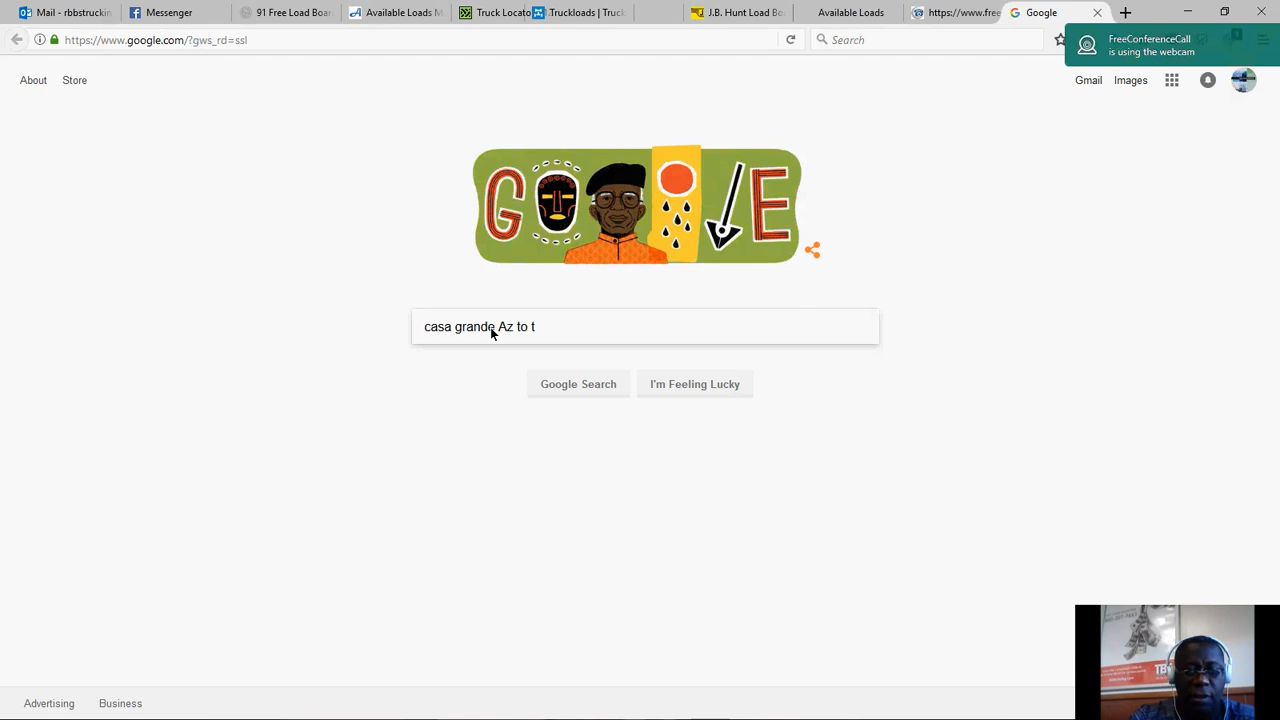 Mail - rbbstruckin
Messenger
91 Free Load Board
Available Loads M
Truck Locato
Truckloads | Truck
J.B. Hunt Load Bo
Available Loads
https://www.free
Google
https://www.google.com/?gws_rd=ssl
Search
FreeConferenceCall
is using the webcam
About
Store
Gmail
Images
GOOGLE
casa grande Az to t
Google Search
I'm Feeling Lucky
Advertising
Business